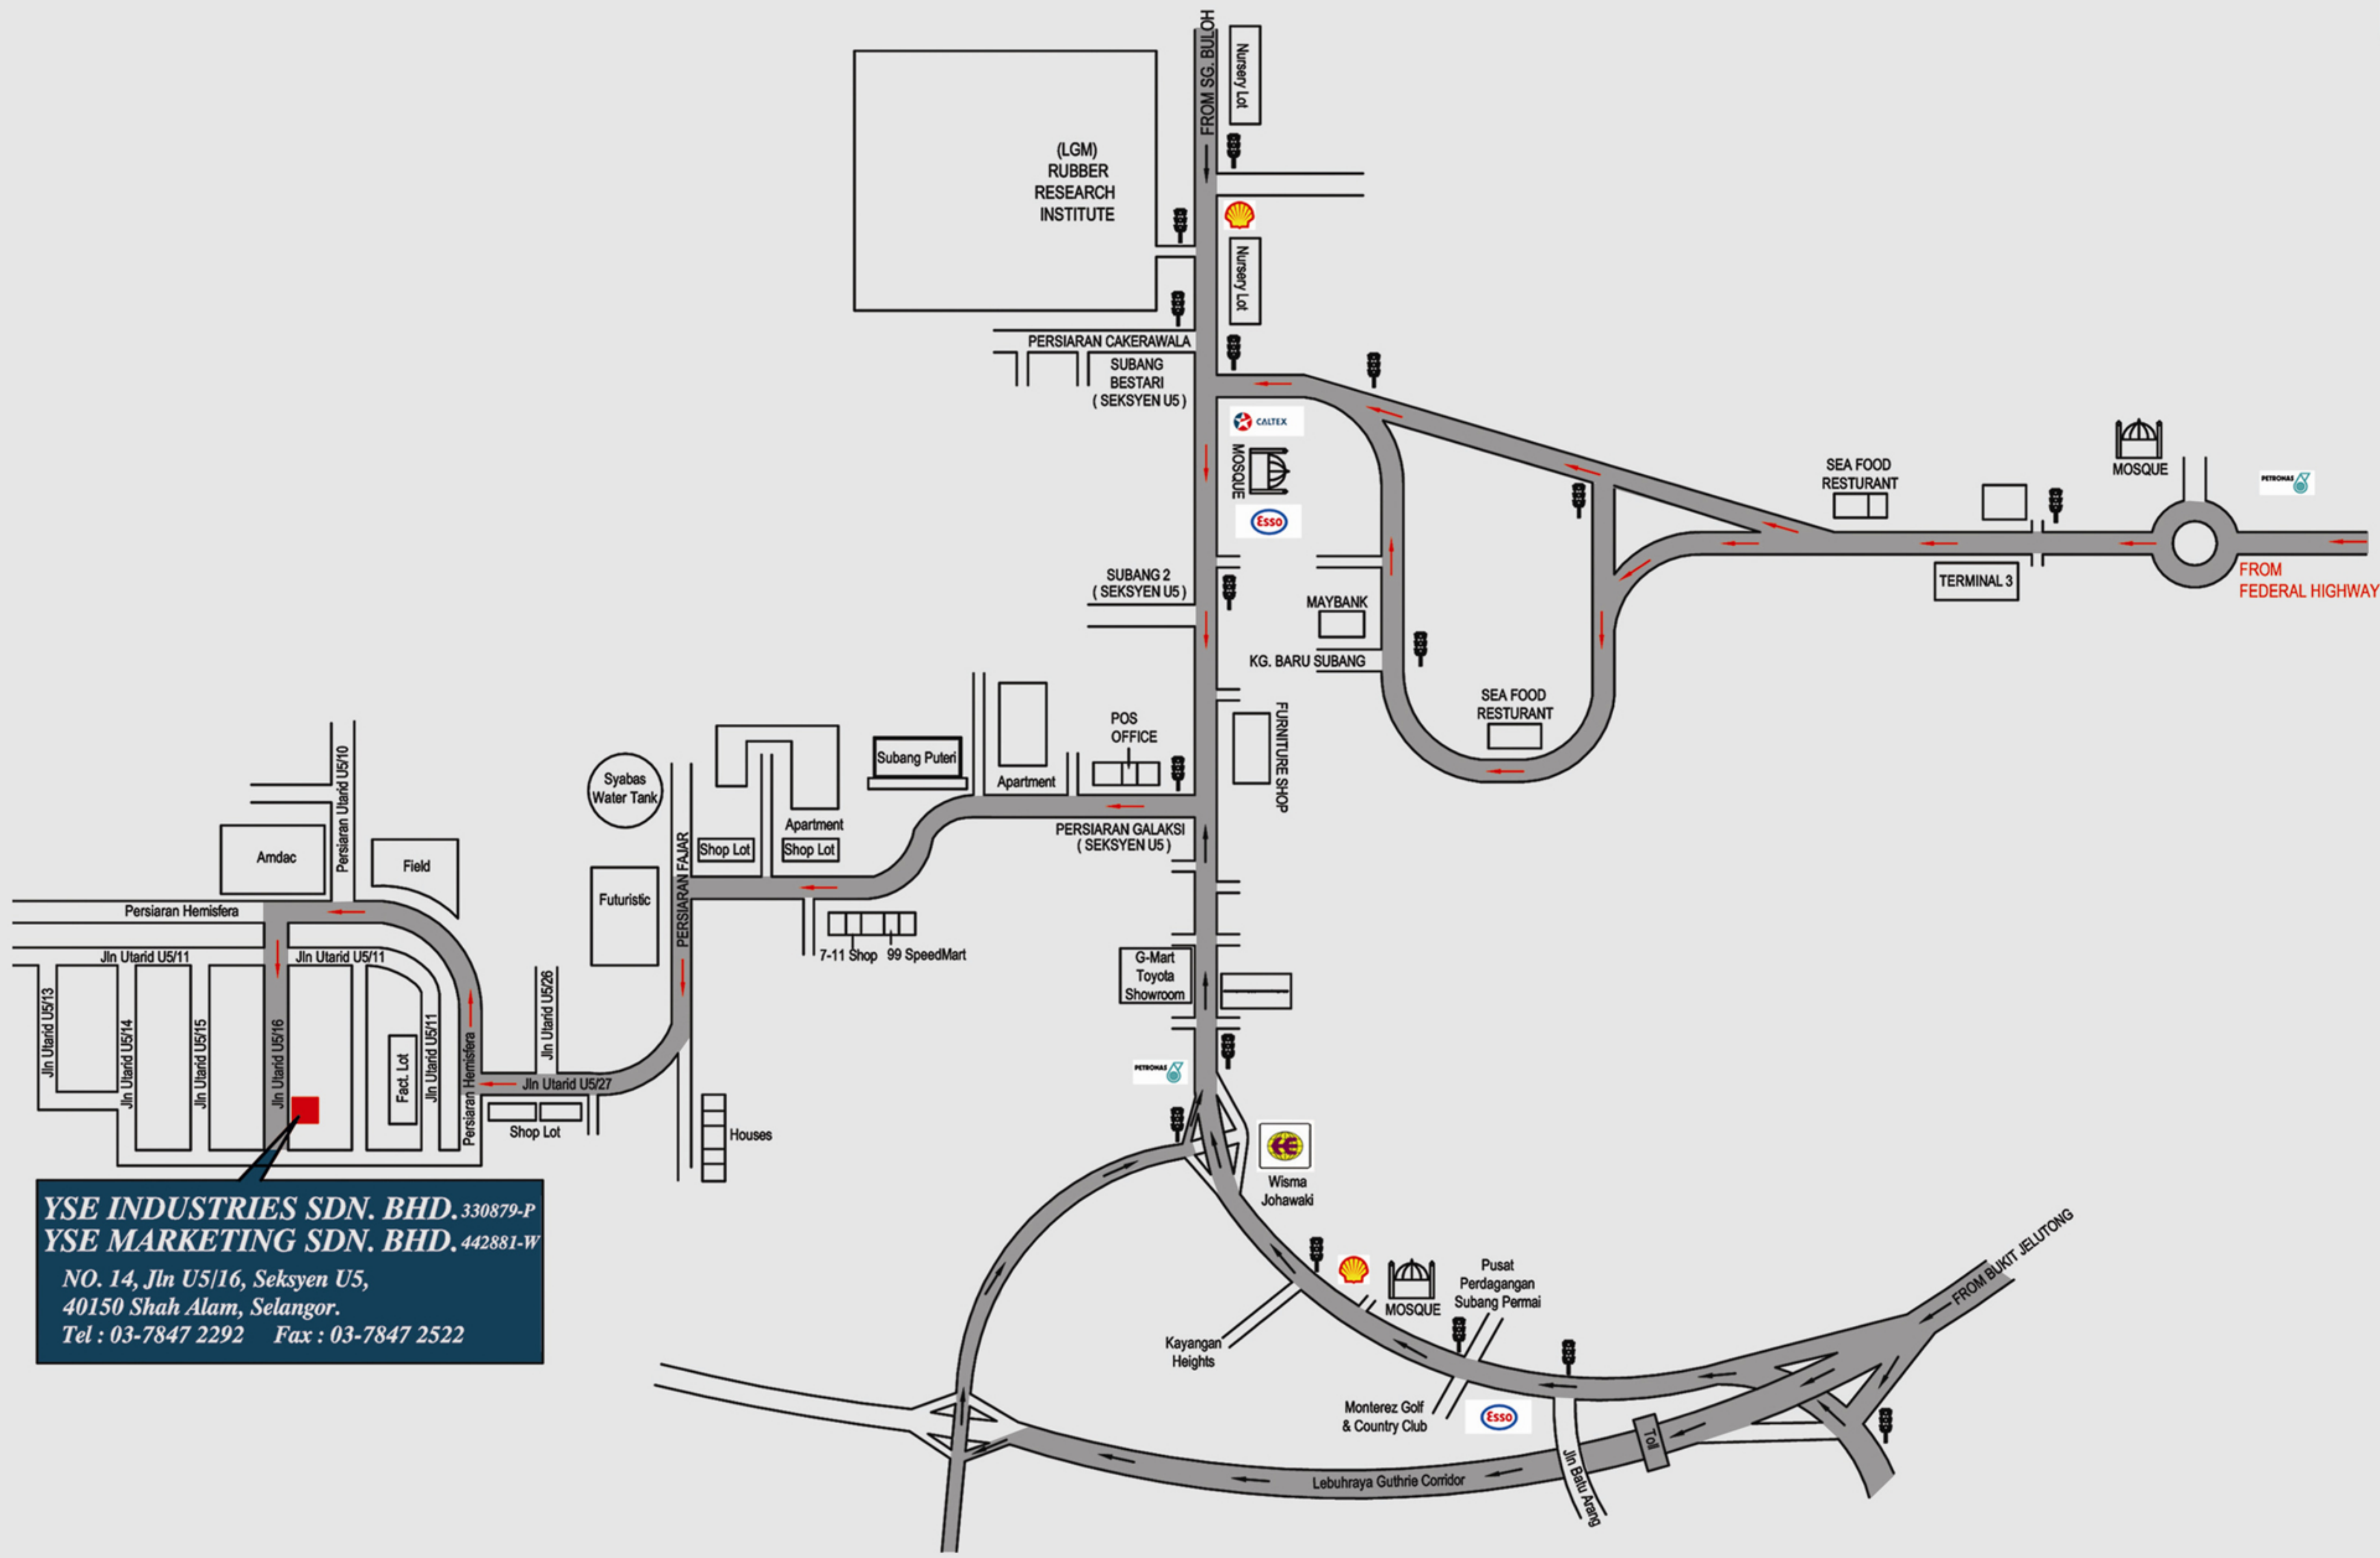 FROM SG. BULOH
Nursery Lot
(LGM)
RUBBER
RESEARCH
INSTITUTE
Nursery Lot
PERSIARAN CAKERAWALA
SUBANG
BESTARI
( SEKSYEN U5 )
CALTEX
MOSQUE
Esso
MOSQUE
PETRONAS
SEA FOOD
RESTURANT
TERMINAL 3
FROM
FEDERAL HIGHWAY
SUBANG 2
( SEKSYEN U5 )
MAYBANK
KG. BARU SUBANG
SEA FOOD
RESTURANT
FURNITURE SHOP
POS
OFFICE
Apartment
Subang Puteri
PERSIARAN GALAKSI
( SEKSYEN U5 )
Syabas
Water Tank
Apartment
Shop Lot
Shop Lot
PERSIARAN FAJAR
Futuristic
7-11 Shop
99 SpeedMart
Persiaran Utarid U5/10
Amdac
Field
Persiaran Hemisfera
Jln Utarid U5/11
Jln Utarid U5/11
Jln Utarid U5/13
Jln Utarid U5/14
Jln Utarid U5/15
Jln Utarid U5/16
Fact. Lot
Jln Utarid U5/11
Persiaran Hemisfera
Jln Utarid U5/26
Jln Utarid U5/27
Shop Lot
Houses
G-Mart
Toyota
Showroom
PETRONAS
Wisma
Johawaki
MOSQUE
Pusat
Perdagangan
Subang Permai
Kayangan
Heights
Monterez Golf
& Country Club
Esso
FROM BUKIT JELUTONG
Toll
Jln Batu Arang
Lebuhraya Guthrie Corridor
YSE INDUSTRIES SDN. BHD. 330879-P
YSE MARKETING SDN. BHD. 442881-W
NO. 14, Jln U5/16, Seksyen U5,
40150 Shah Alam, Selangor.
Tel : 03-7847 2292 Fax : 03-7847 2522